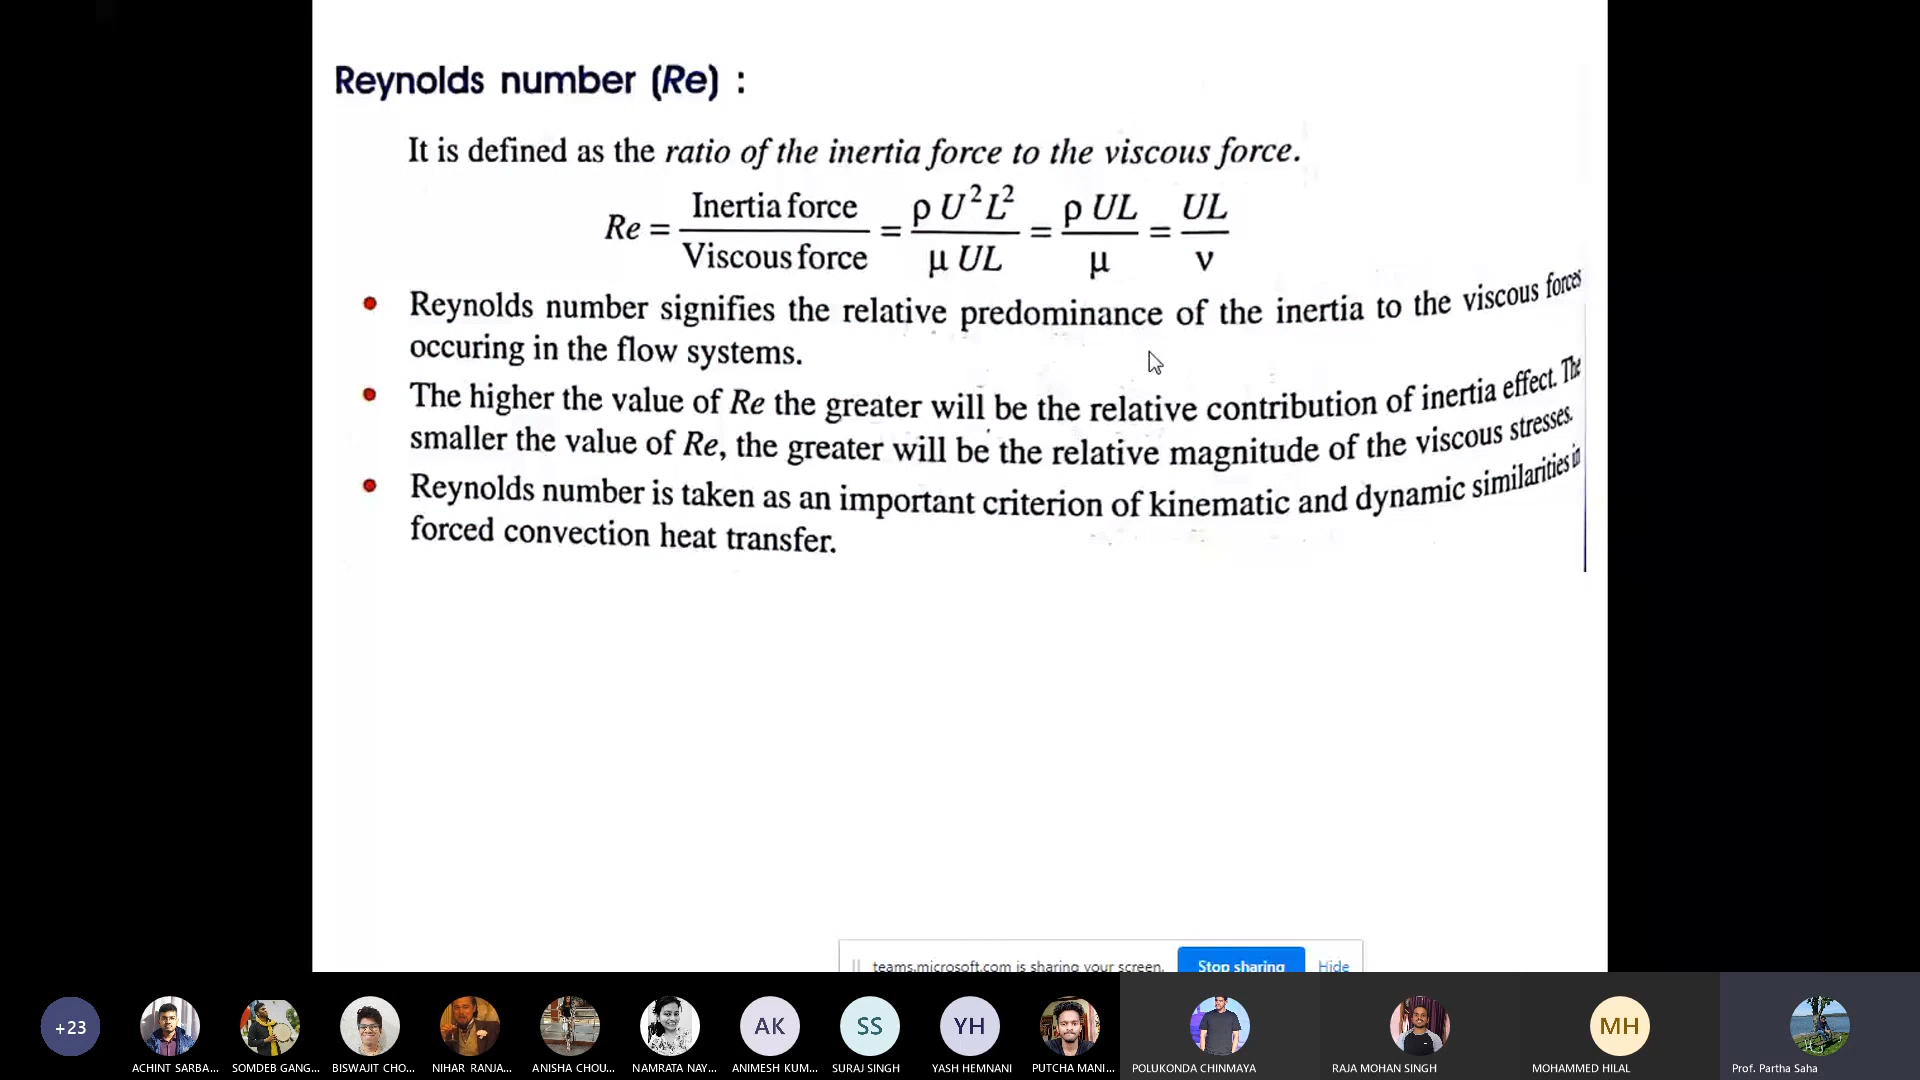 Reynolds number (Re) :
It is defined as the ratio of the inertia force to the viscous force.
Re = Inertia force / Viscous force = ρ U²L² / μ UL = ρ UL / μ = UL / ν
• Reynolds number signifies the relative predominance of the inertia to the viscous forces
occuring in the flow systems.
• The higher the value of Re the greater will be the relative contribution of inertia effect. The
smaller the value of Re, the greater will be the relative magnitude of the viscous stresses.
• Reynolds number is taken as an important criterion of kinematic and dynamic similarities in
forced convection heat transfer.
teams.microsoft.com is sharing your screen. Stop sharing Hide
+23 AK SS YH MH
ACHINT SARBA... SOMDEB GANG... BISWAJIT CHO... NIHAR RANJA... ANISHA CHOU... NAMRATA NAY... ANIMESH KUM... SURAJ SINGH YASH HEMNANI PUTCHA MANI... POLUKONDA CHINMAYA RAJA MOHAN SINGH MOHAMMED HILAL Prof. Partha Saha